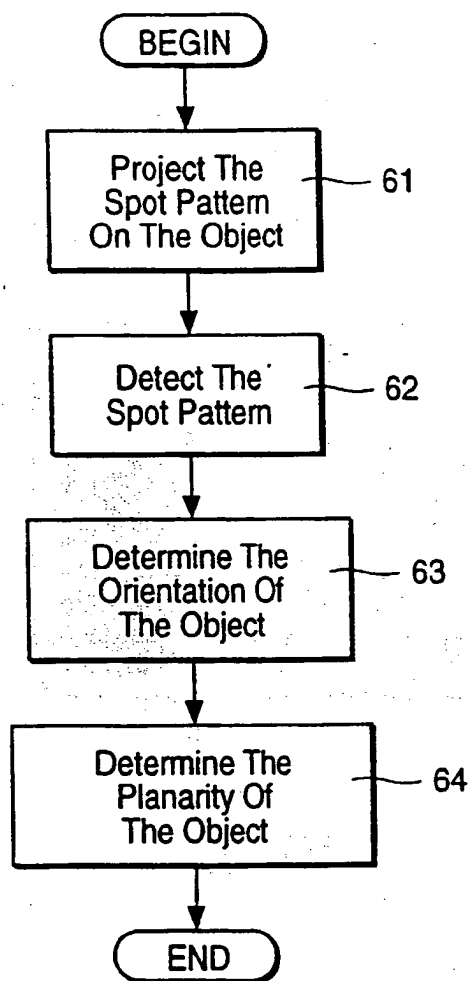 BEGIN
Project The
Spot Pattern
On The Object
61
Detect The
Spot Pattern
62
Determine The
Orientation Of
The Object
63
Determine The
Planarity Of
The Object
64
END